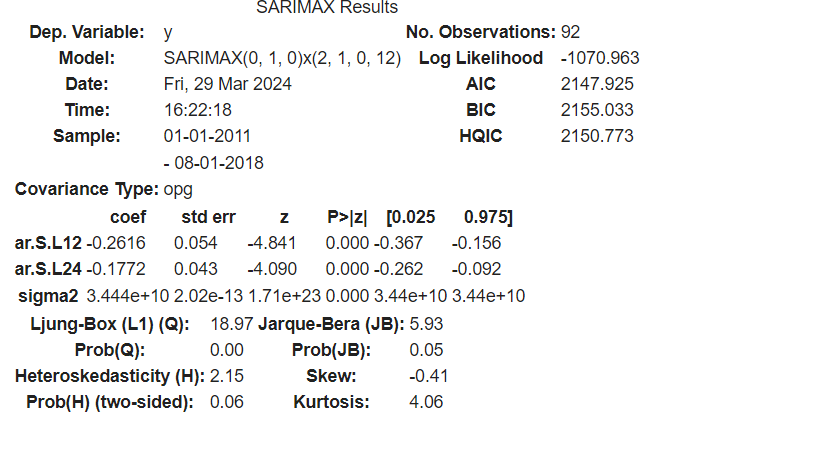 SARIMAX Results
Dep. Variable: y No. Observations: 92
Model: SARIMAX(0, 1, 0)x(2, 1, 0, 12) Log Likelihood -1070.963
Date: Fri, 29 Mar 2024 AIC 2147.925
Time: 16:22:18 BIC 2155.033
Sample: 01-01-2011 HQIC 2150.773
- 08-01-2018
Covariance Type: opg
coef std err z P>|z| [0.025 0.975]
ar.S.L12 -0.2616 0.054 -4.841 0.000 -0.367 -0.156
ar.S.L24 -0.1772 0.043 -4.090 0.000 -0.262 -0.092
sigma2 3.444e+10 2.02e-13 1.71e+23 0.000 3.44e+10 3.44e+10
Ljung-Box (L1) (Q): 18.97 Jarque-Bera (JB): 5.93
Prob(Q): 0.00 Prob(JB): 0.05
Heteroskedasticity (H): 2.15 Skew: -0.41
Prob(H) (two-sided): 0.06 Kurtosis: 4.06